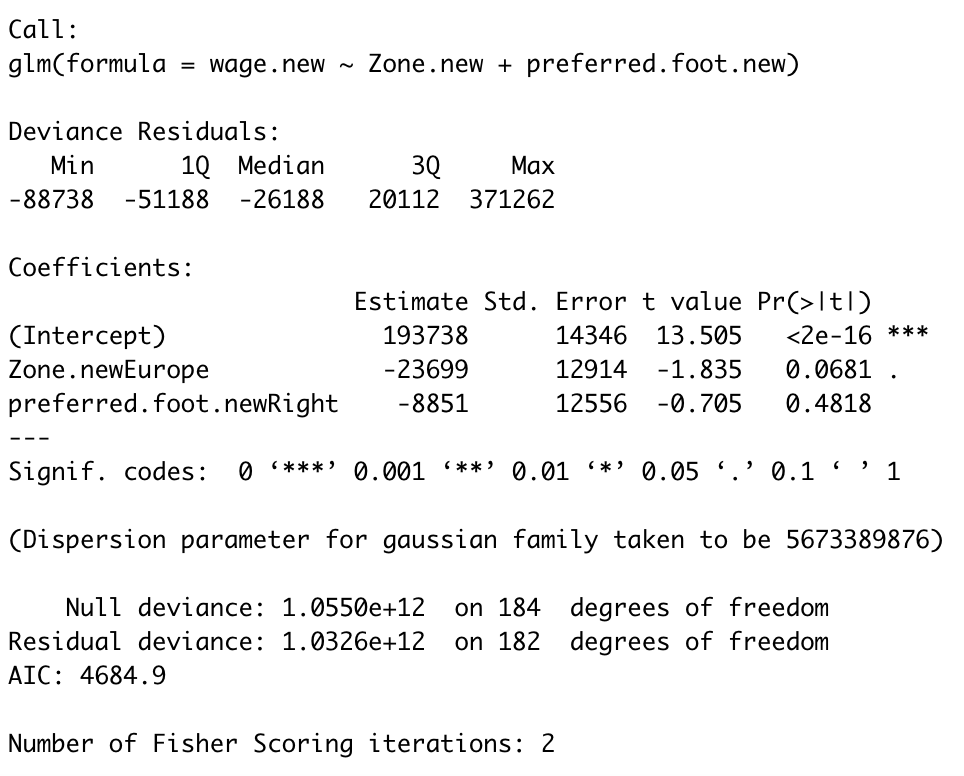 Call:
glm(formula = wage.new ~ Zone.new + preferred.foot.new)
Deviance Residuals:
Min 1Q Median 3Q Max
-88738 -51188 -26188 20112 371262
Coefficients:
Estimate Std. Error t value Pr(>|t|)
(Intercept) 193738 14346 13.505 <2e-16 ***
Zone.newEurope -23699 12914 -1.835 0.0681 .
preferred.foot.newRight -8851 12556 -0.705 0.4818
---
Signif. codes: 0 ‘***’ 0.001 ‘**’ 0.01 ‘*’ 0.05 ‘.’ 0.1 ‘ ’ 1
(Dispersion parameter for gaussian family taken to be 5673389876)
Null deviance: 1.0550e+12 on 184 degrees of freedom
Residual deviance: 1.0326e+12 on 182 degrees of freedom
AIC: 4684.9
Number of Fisher Scoring iterations: 2